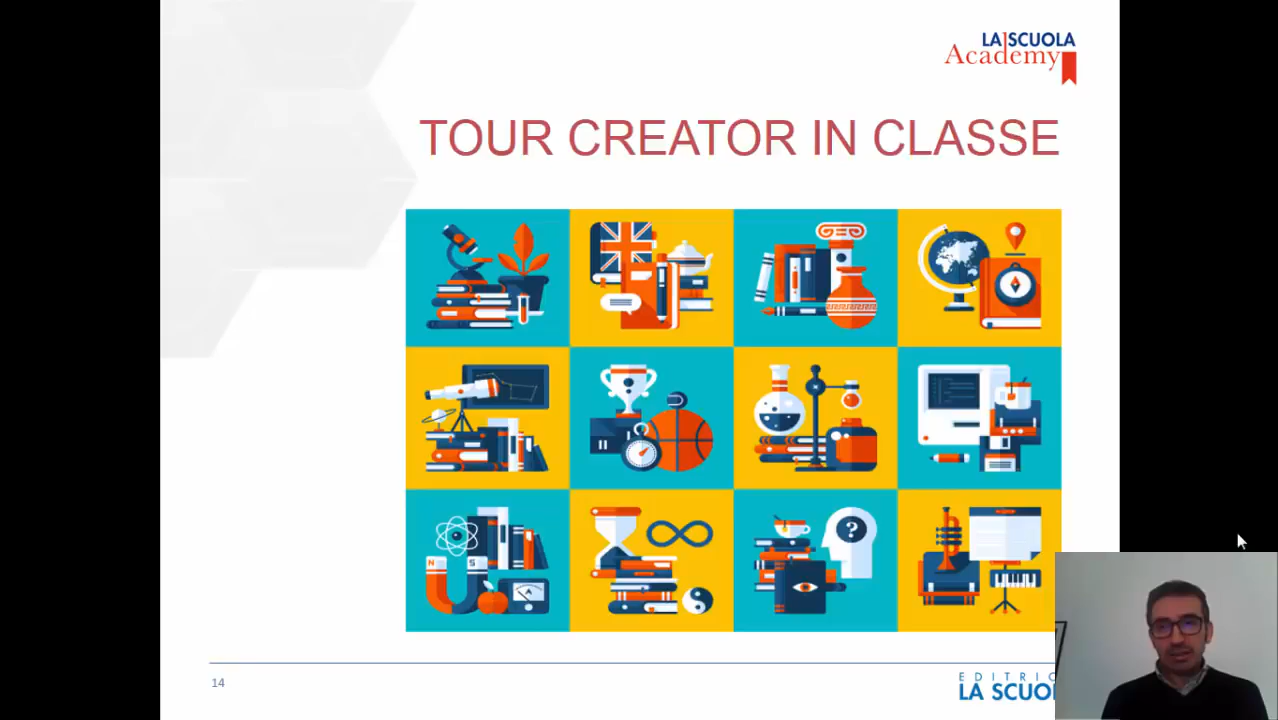 LA SCUOLA
Academy
TOUR CREATOR IN CLASSE
N S
?
14
EDITRIC
LA SCUO